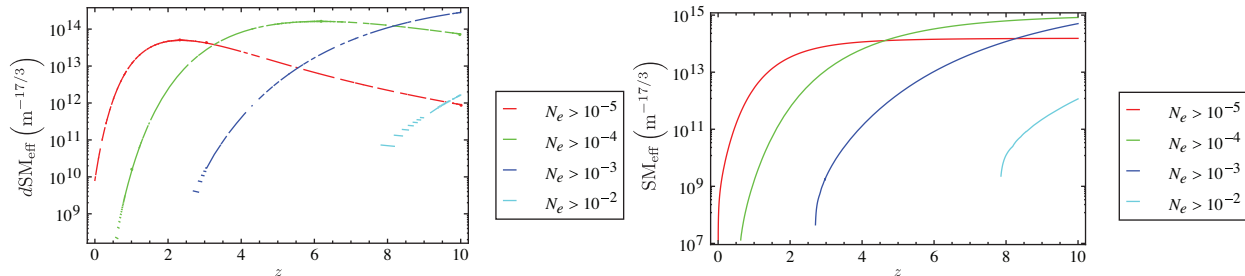 dSM_eff (m^{-17/3})
10^{14}
10^{13}
10^{12}
10^{11}
10^{10}
10^9
0 2 4 6 8 10
z
N_e > 10^{-5}
N_e > 10^{-4}
N_e > 10^{-3}
N_e > 10^{-2}
SM_eff (m^{-17/3})
10^{15}
10^{13}
10^{11}
10^9
10^7
0 2 4 6 8 10
z
N_e > 10^{-5}
N_e > 10^{-4}
N_e > 10^{-3}
N_e > 10^{-2}